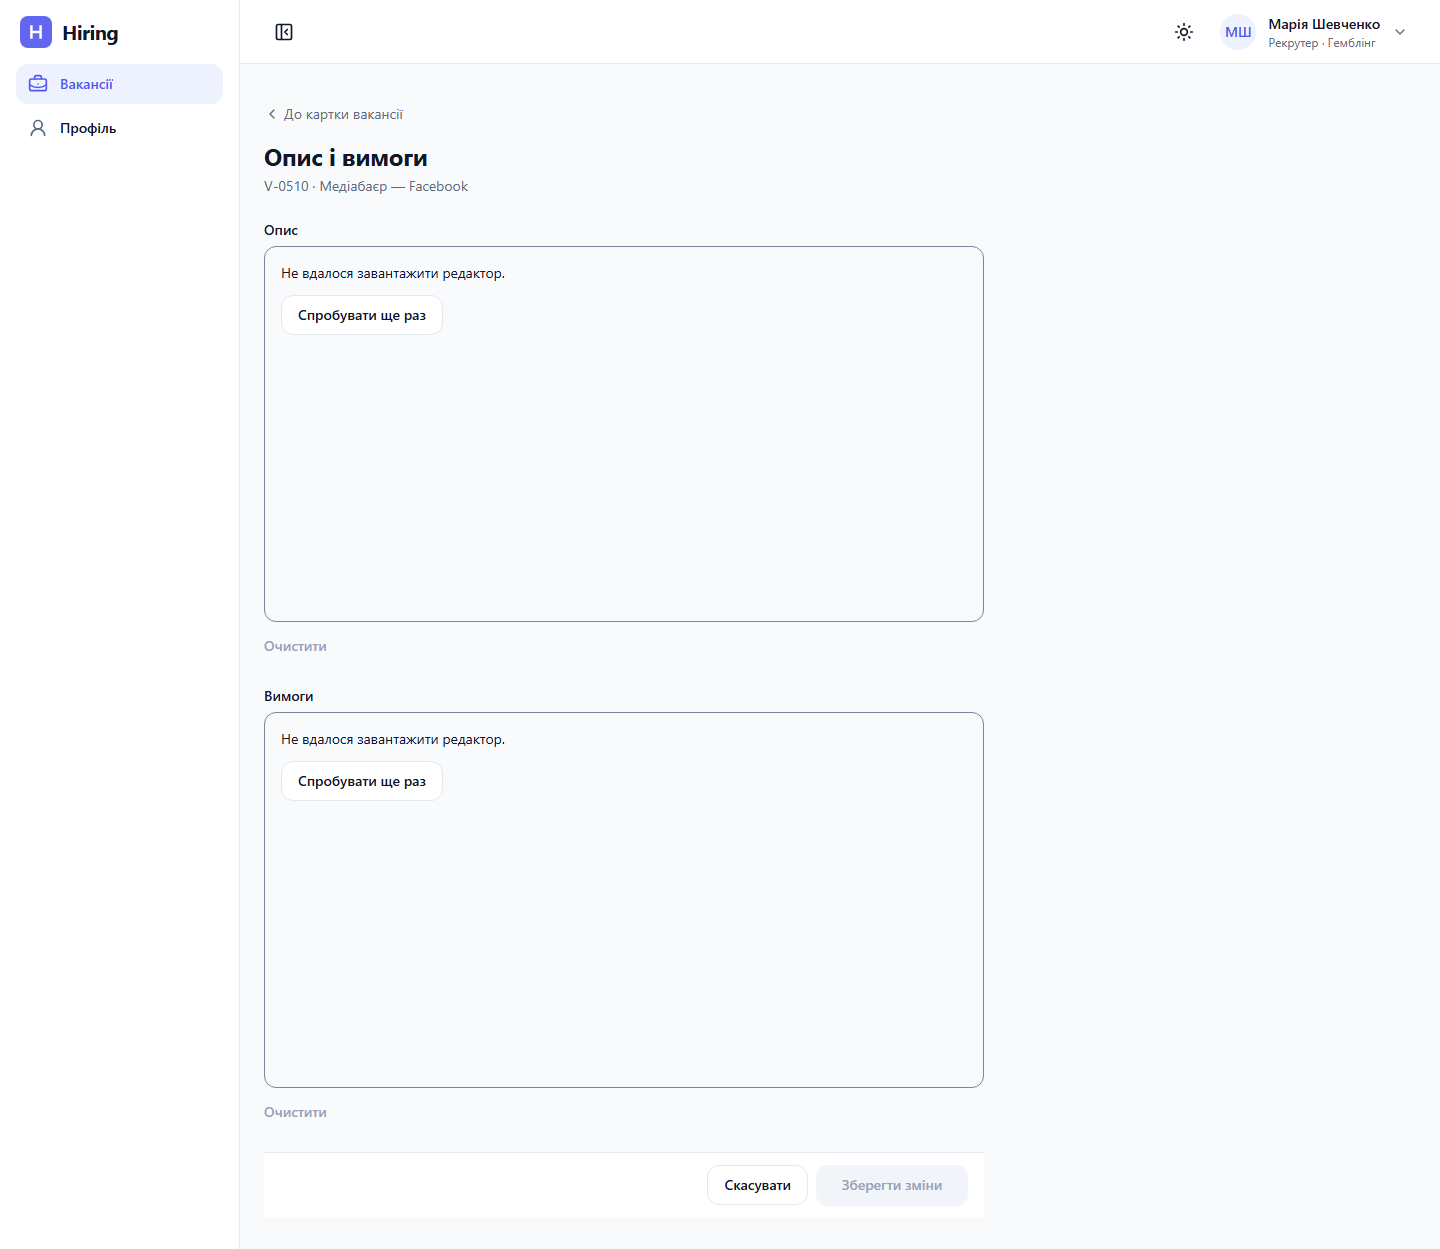 H Hiring
Вакансії
Профіль
МШ
Марія Шевченко
Рекрутер · Гемблінг
До картки вакансії
Опис і вимоги
V-0510 · Медіабаєр — Facebook
Опис
Не вдалося завантажити редактор.
Спробувати ще раз
Очистити
Вимоги
Не вдалося завантажити редактор.
Спробувати ще раз
Очистити
Скасувати
Зберегти зміни